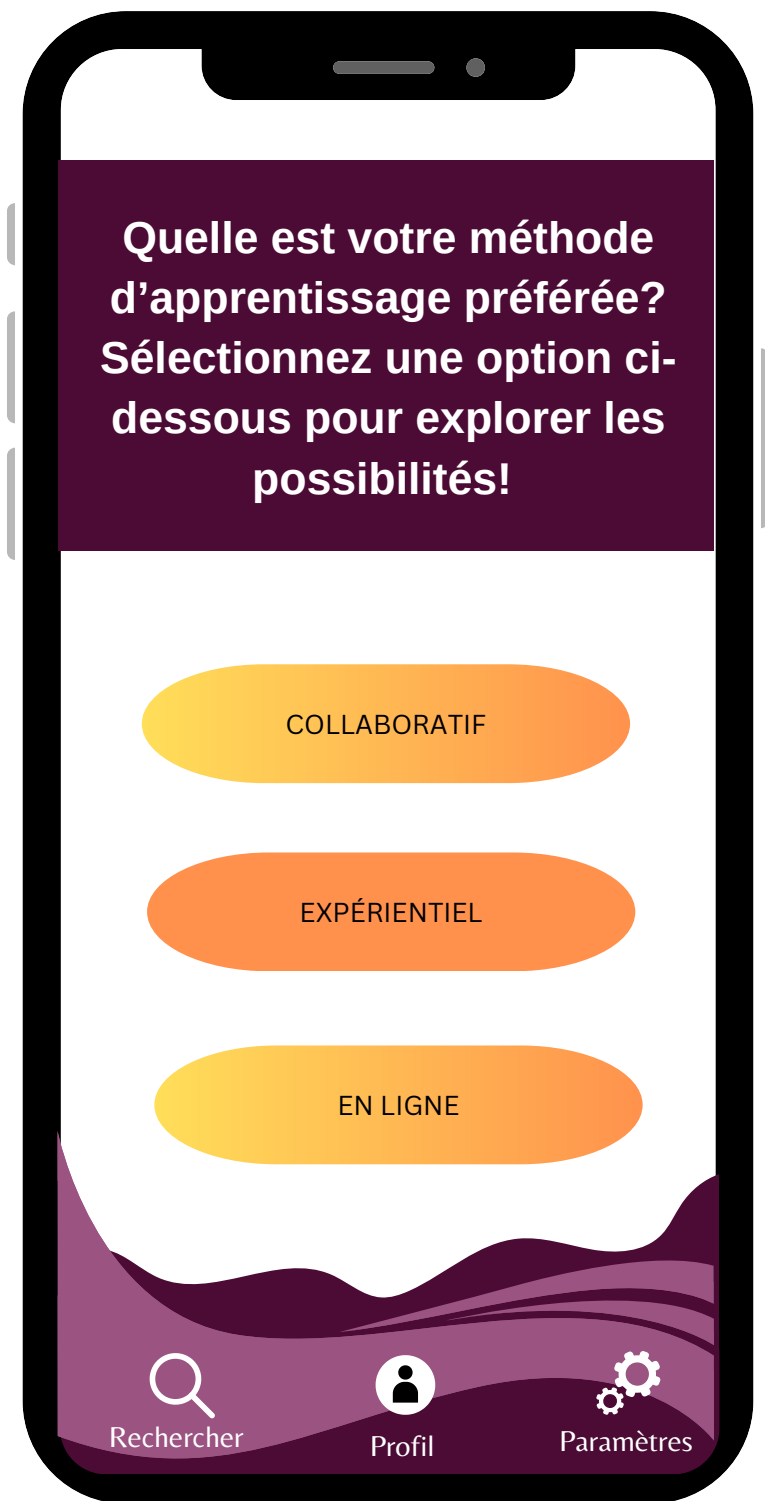 Quelle est votre méthode
d’apprentissage préférée?
Sélectionnez une option ci-
dessous pour explorer les
possibilités!
COLLABORATIF
EXPÉRIENTIEL
EN LIGNE
Rechercher
Profil
Paramètres